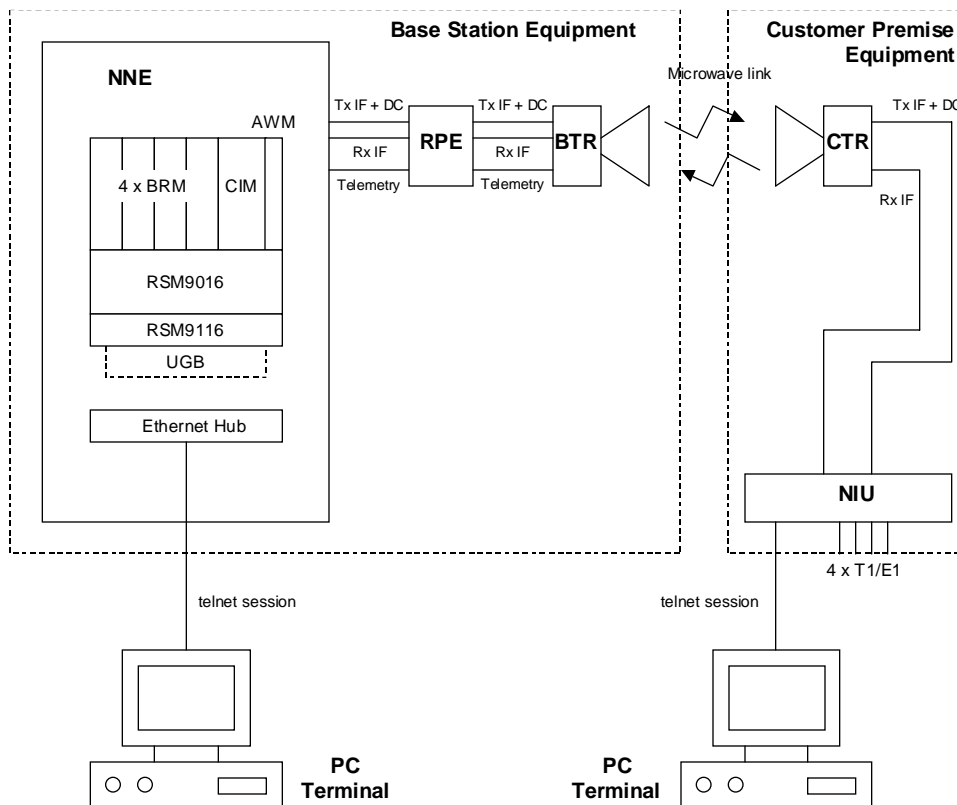 Base Station Equipment
Customer Premise
Equipment
NNE
Microwave link
Tx IF + DC
Tx IF + DC
Tx IF + DC
AWM
RPE
BTR
CTR
Rx IF
Rx IF
4 x BRM
CIM
Telemetry
Telemetry
Rx IF
RSM9016
RSM9116
UGB
Ethernet Hub
NIU
4 x T1/E1
telnet session
telnet session
PC
Terminal
PC
Terminal